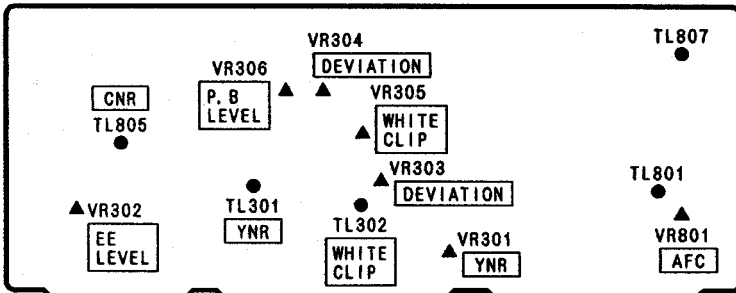 VR304
DEVIATION
TL807
VR306
P.B
LEVEL
VR305
WHITE
CLIP
CNR
TL805
VR303
DEVIATION
TL801
VR302
EE
LEVEL
TL301
YNR
TL302
WHITE
CLIP
VR301
YNR
VR801
AFC